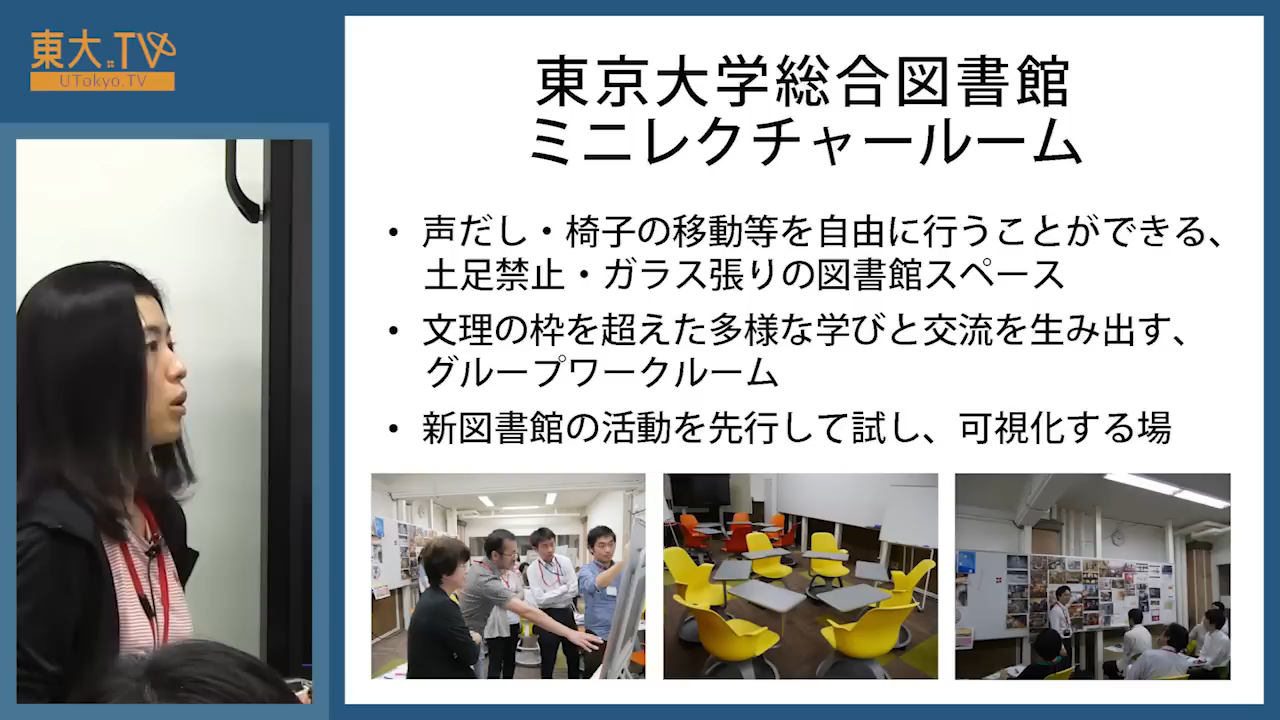 東大.TV
UTokyo.TV
東京大学総合図書館
ミニレクチャールーム
• 声だし・椅子の移動等を自由に行うことができる、
土足禁止・ガラス張りの図書館スペース
• 文理の枠を超えた多様な学びと交流を生み出す、
グループワークルーム
• 新図書館の活動を先行して試し、可視化する場